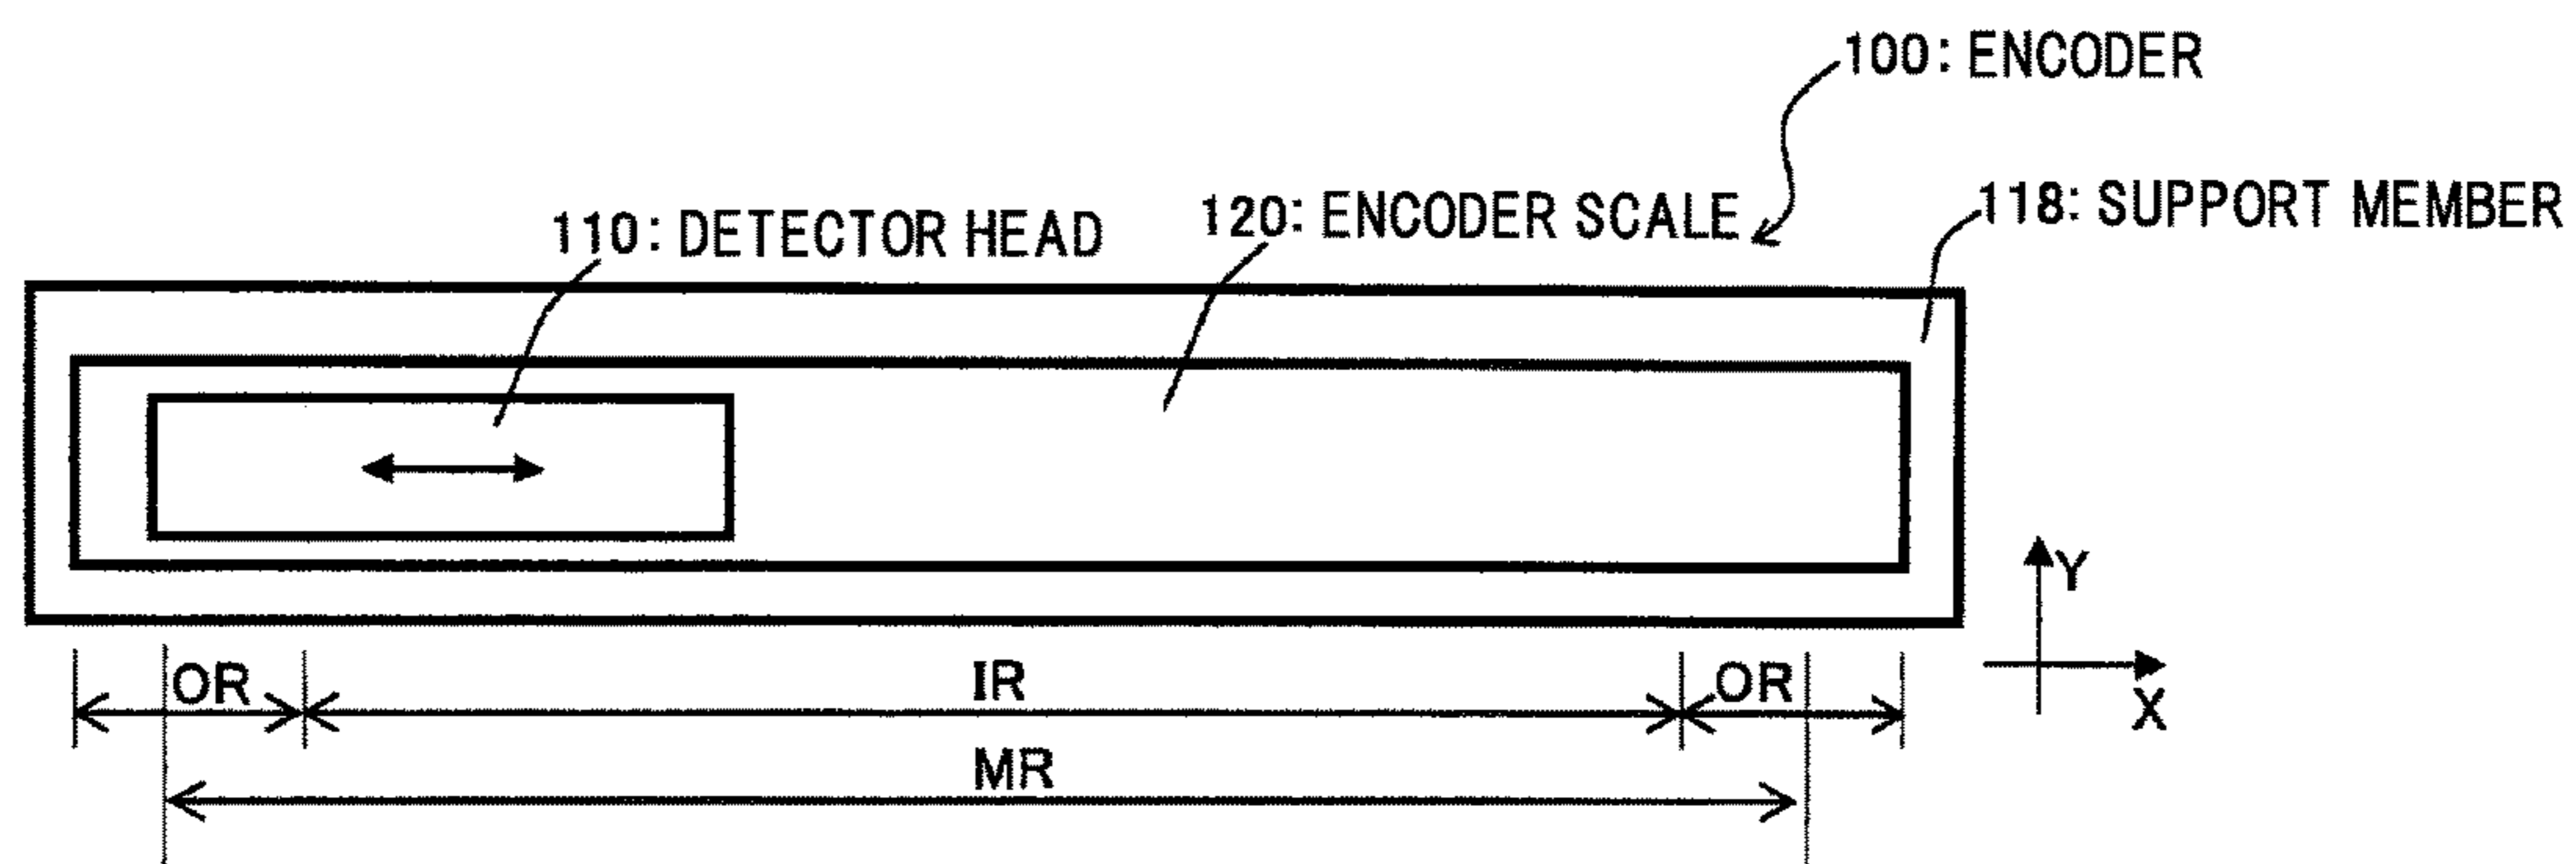 100: ENCODER
118: SUPPORT MEMBER
110: DETECTOR HEAD
120: ENCODER SCALE
Y
X
OR
IR
OR
MR